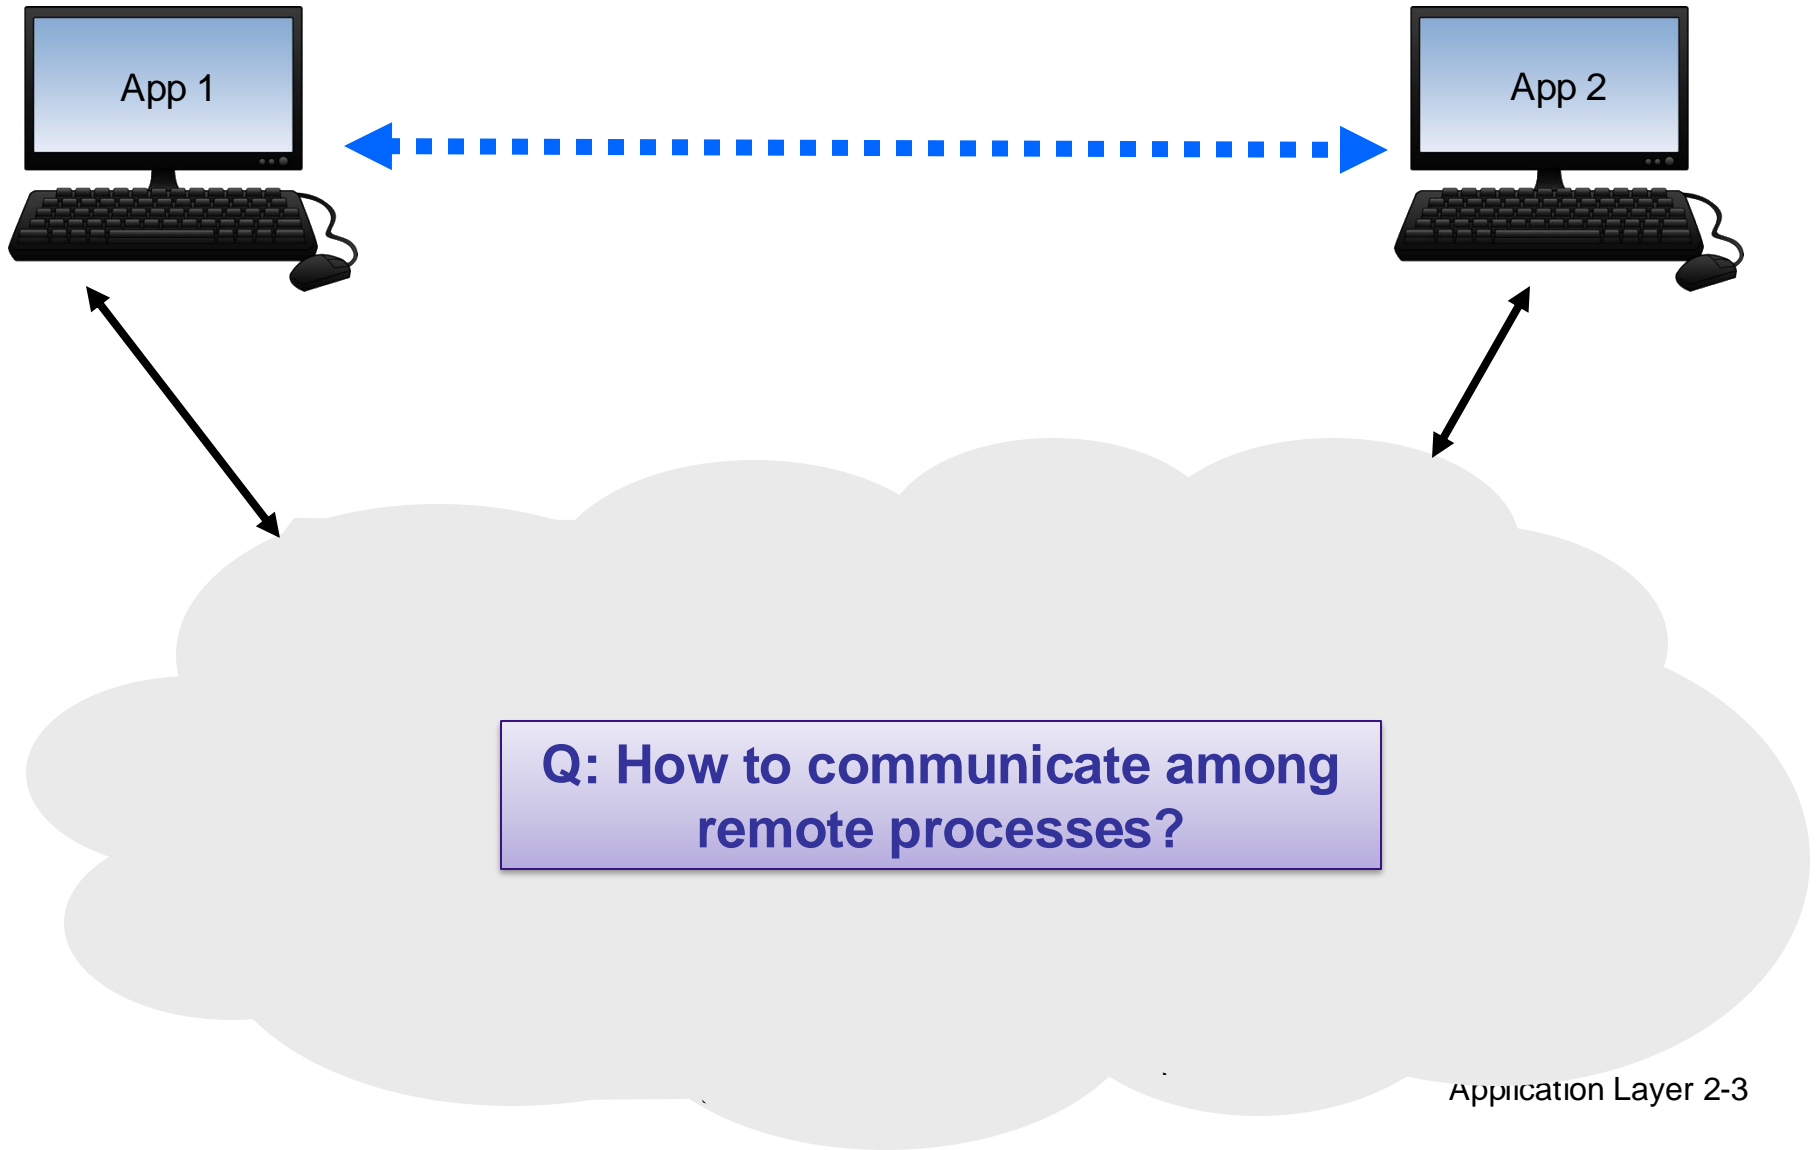 App 1
App 2
Q: How to communicate among
remote processes?
Application Layer 2-3